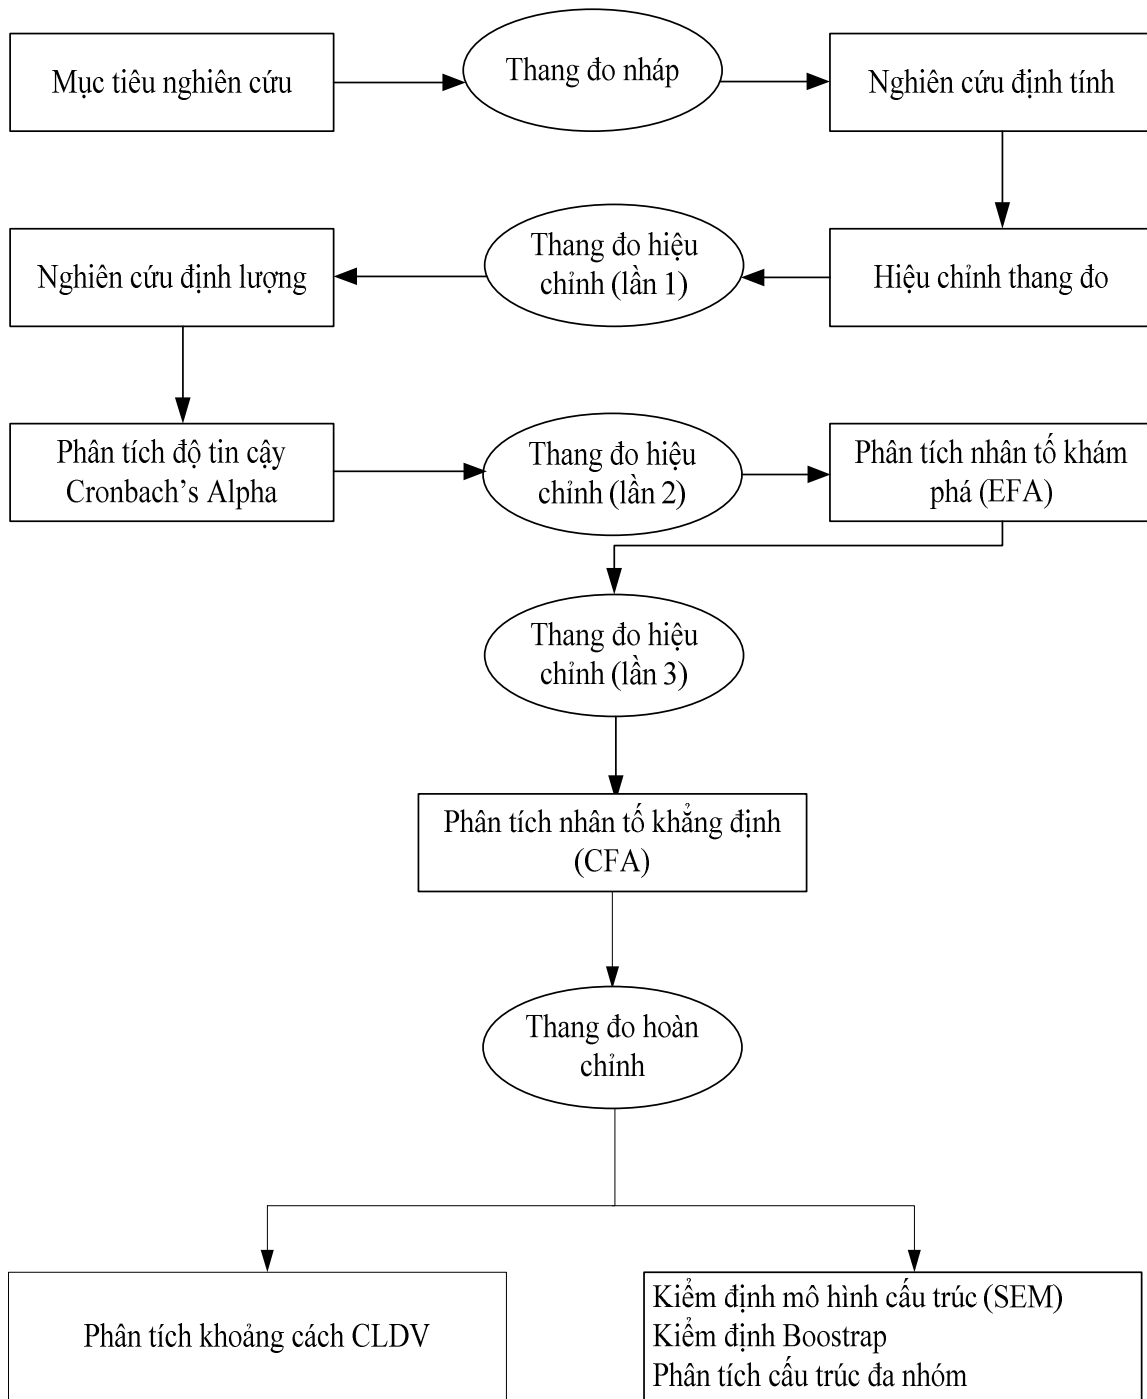 Mục tiêu nghiên cứu
Thang đo nháp
Nghiên cứu định tính
Nghiên cứu định lượng
Thang đo hiệu
chỉnh (lần 1)
Hiệu chỉnh thang đo
Phân tích độ tin cậy
Cronbach’s Alpha
Thang đo hiệu
chỉnh (lần 2)
Phân tích nhân tố khám
phá (EFA)
Thang đo hiệu
chỉnh (lần 3)
Phân tích nhân tố khẳng định
(CFA)
Thang đo hoàn
chỉnh
Phân tích khoảng cách CLDV
Kiểm định mô hình cấu trúc (SEM)
Kiểm định Boostrap
Phân tích cấu trúc đa nhóm